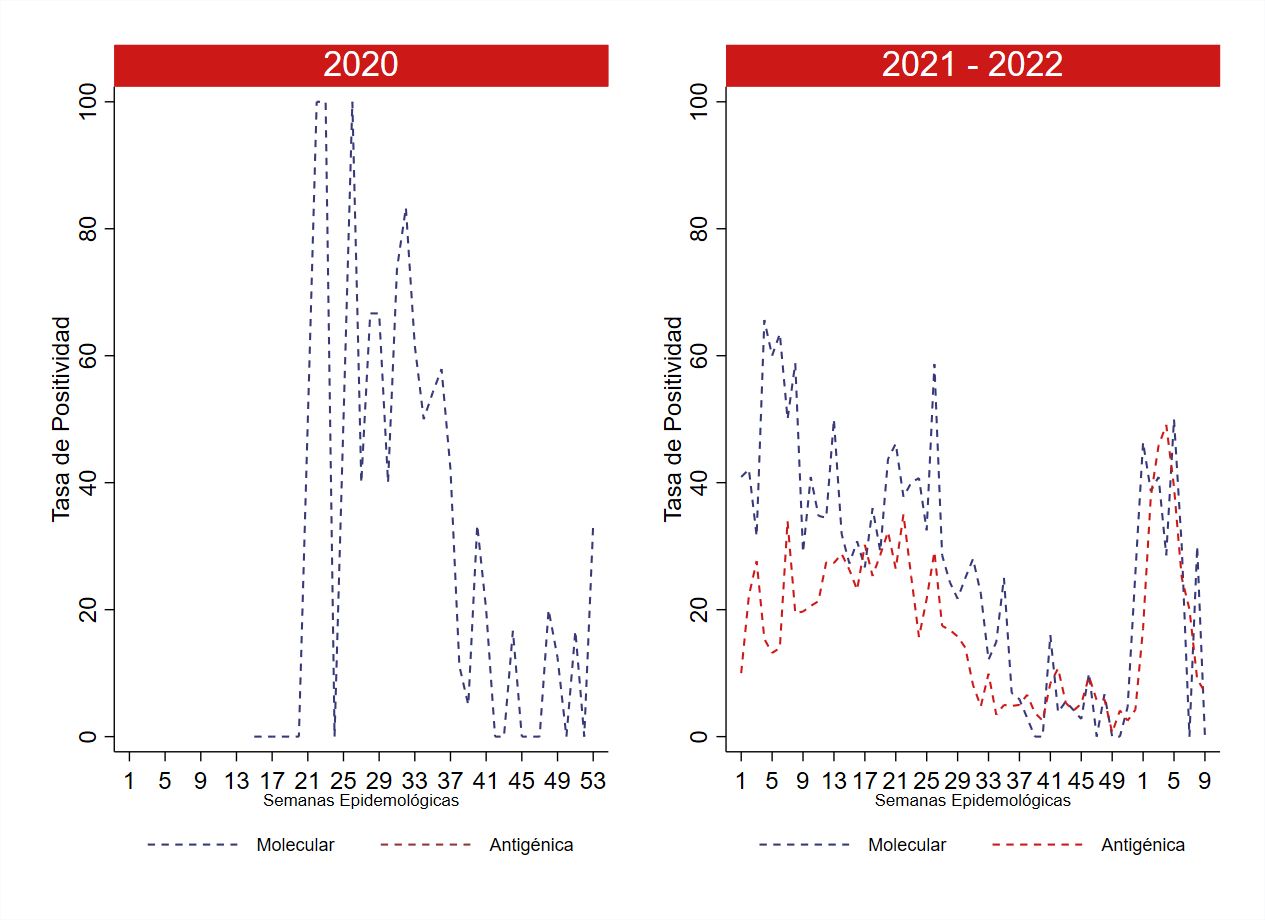 2020
Tasa de Positividad
100
80
60
40
20
0
1 5 9 13 17 21 25 29 33 37 41 45 49 53
Semanas Epidemológicas
Molecular Antigénica
2021 - 2022
Tasa de Positividad
100
80
60
40
20
0
1 5 9 13 17 21 25 29 33 37 41 45 49 1 5 9
Semanas Epidemológicas
Molecular Antigénica